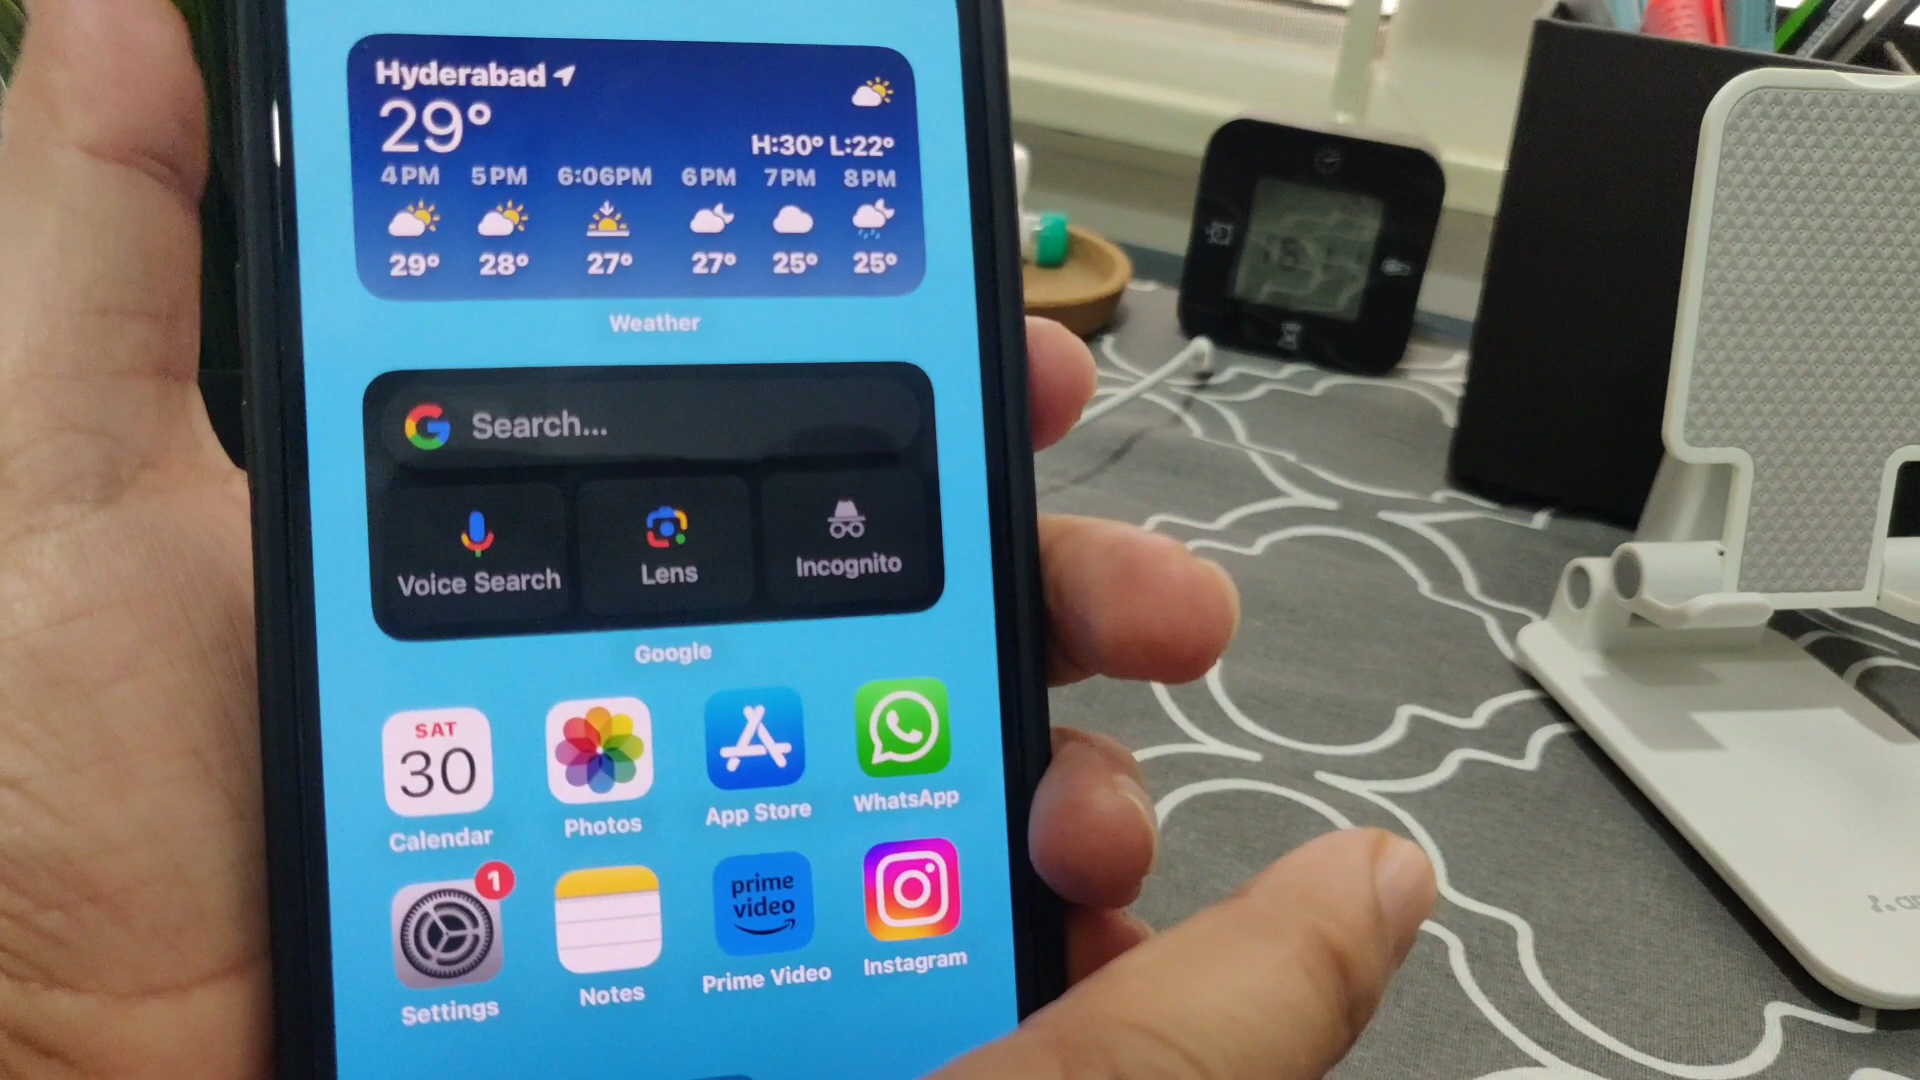 Hyderabad
29°
H:30° L:22°
4PM 5PM 6:06PM 6PM 7PM 8PM
29° 28° 27° 27° 25° 25°
Weather
Search...
Voice Search Lens Incognito
Google
SAT
30
Calendar Photos App Store WhatsApp
1
prime
video
Settings Notes Prime Video Instagram